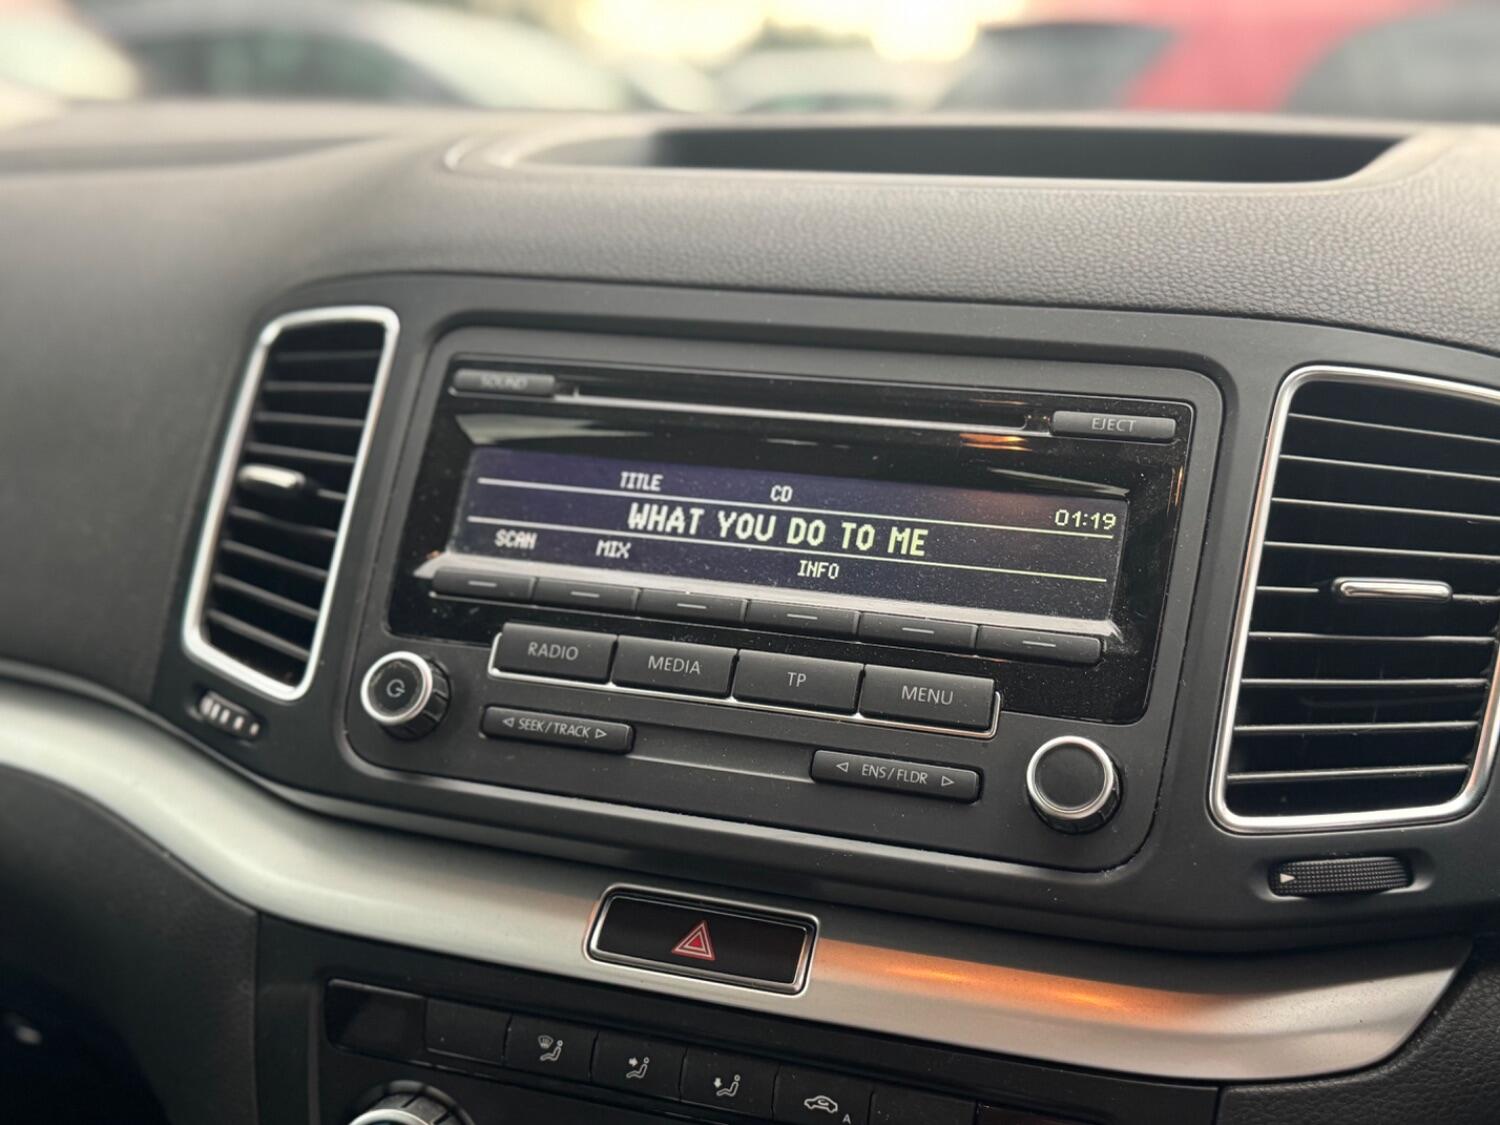 SOUND
EJECT
TITLE CD
01:19
WHAT YOU DO TO ME
SCAN MIX INFO
RADIO MEDIA TP MENU
SEEK/TRACK
ENS/FLDR
A